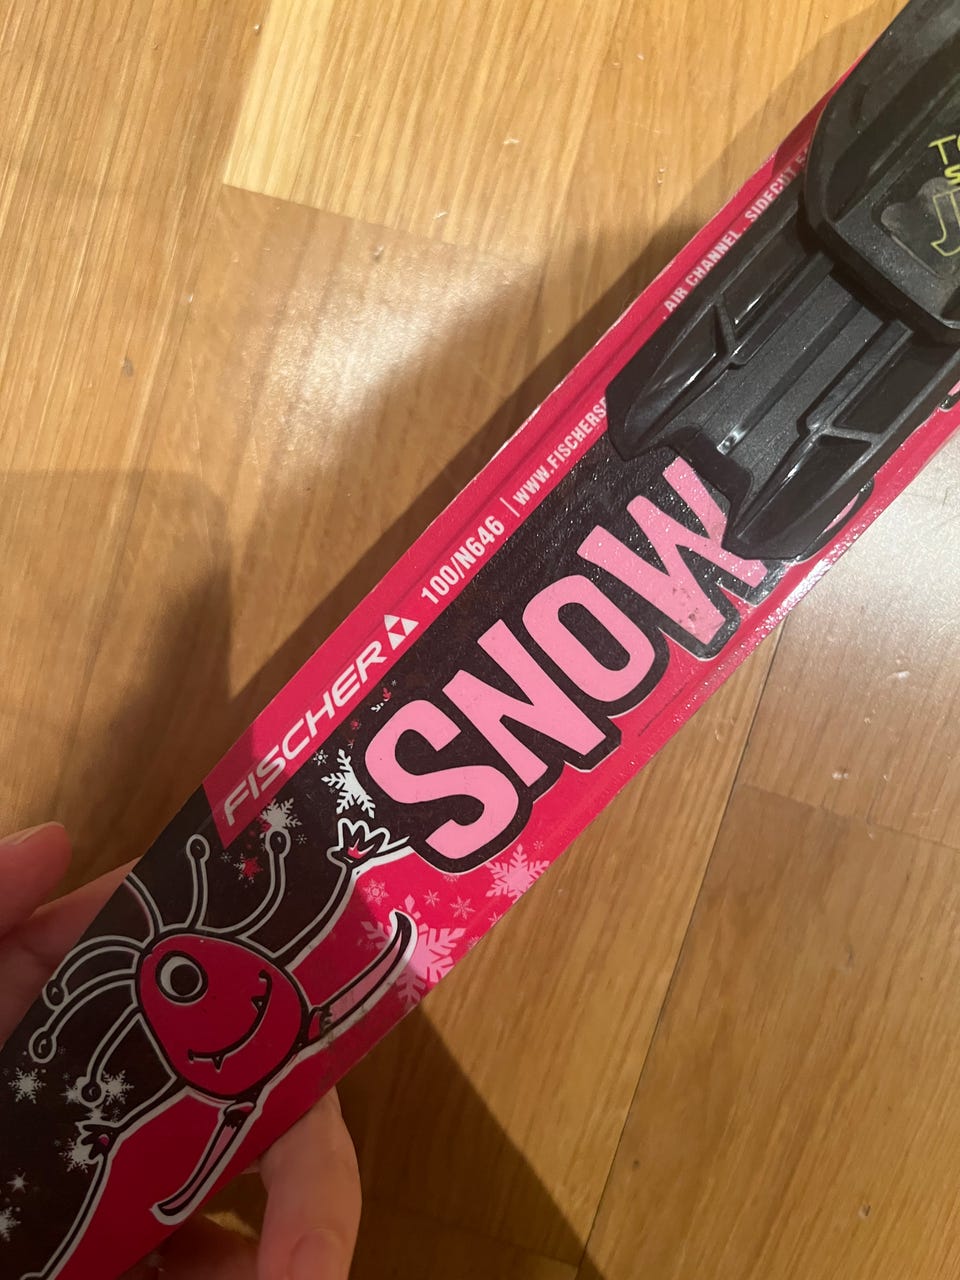 FISCHER
100/N646 | WWW.FISCHERS
SNOW
AIR CHANNEL . SIDECUT